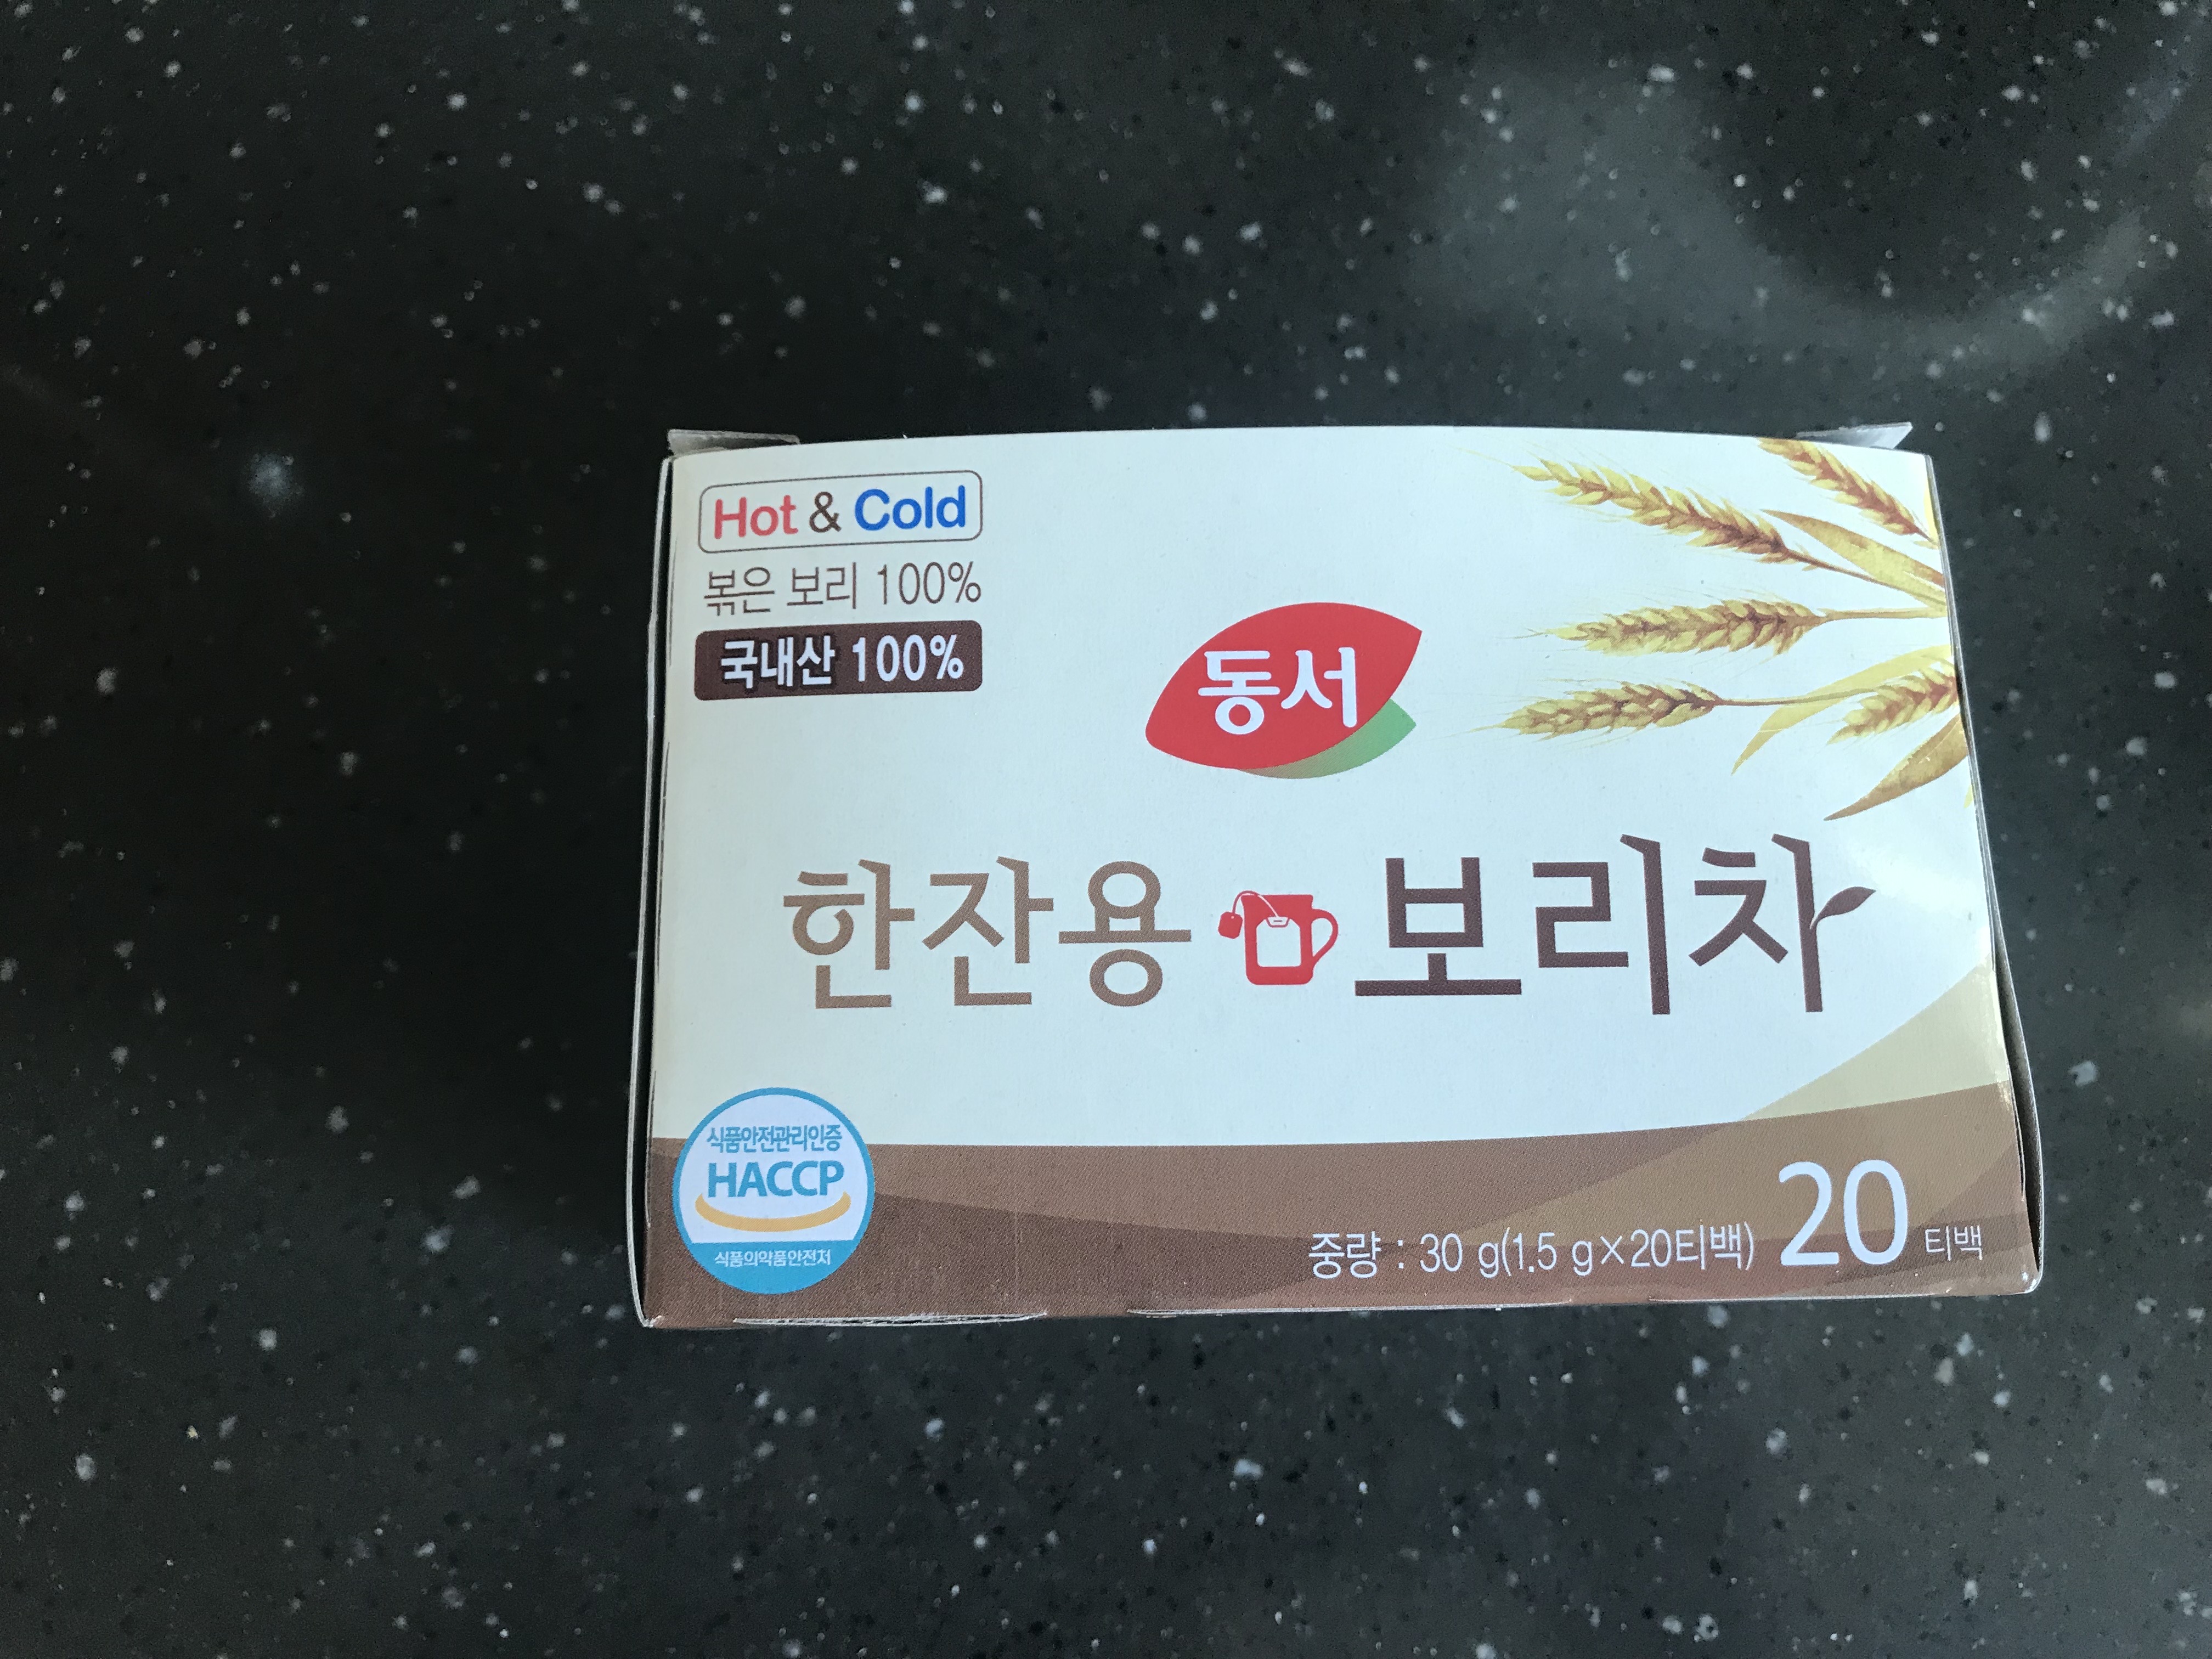 Hot & Cold
볶은 보리 100%
국내산 100%
동서
한잔용 보리차
식품안전관리인증
HACCP
식품의약품안전처
중량 : 30 g(1.5 g×20티백) 20 티백